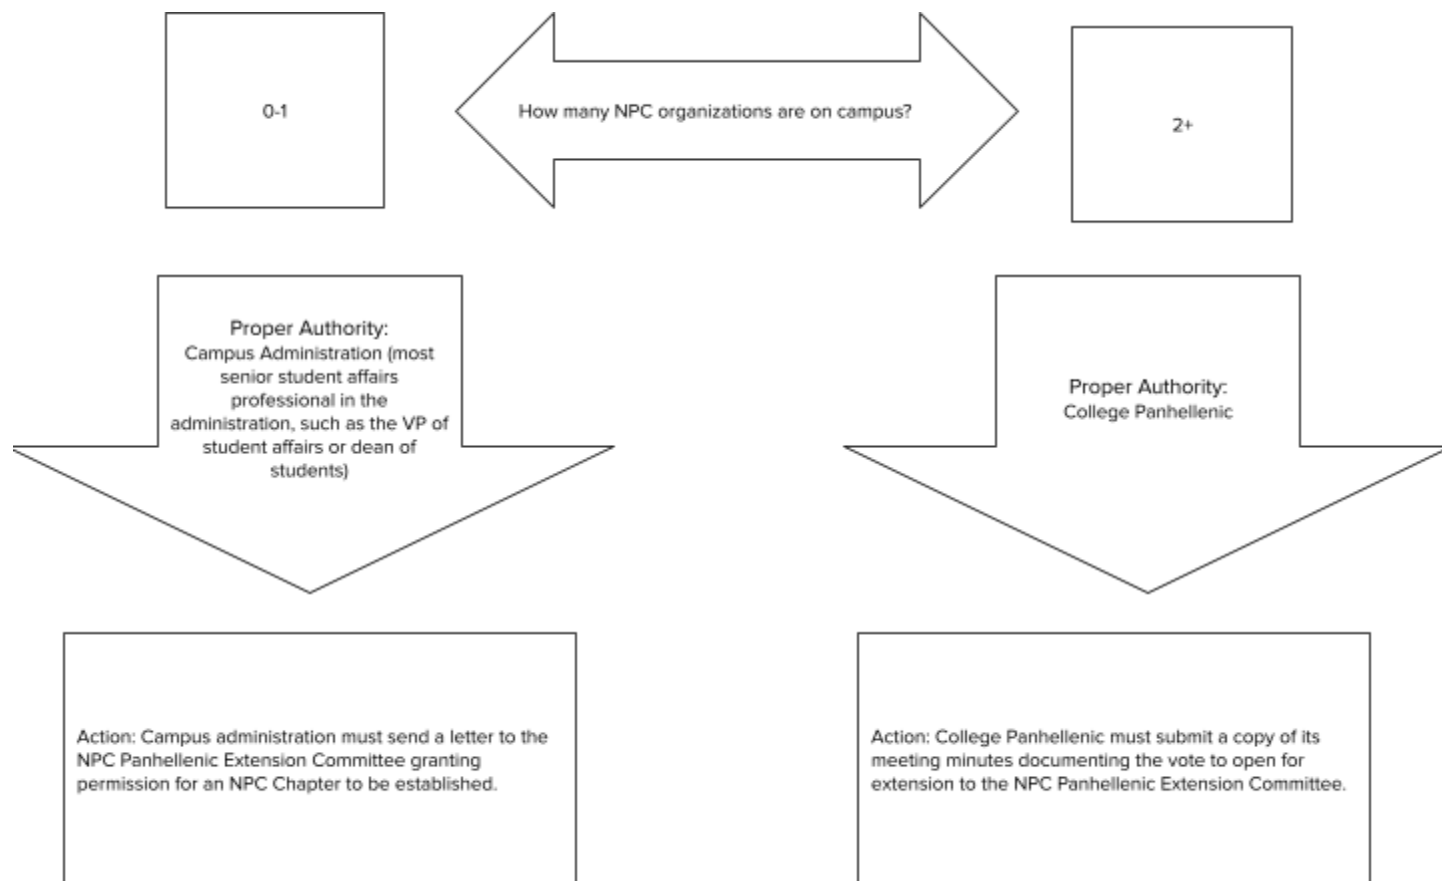 0-1
How many NPC organizations are on campus?
2+
Proper Authority:
Campus Administration (most
senior student affairs
professional in the
administration, such as the VP of
student affairs or dean of
students)
Proper Authority:
College Panhellenic
Action: Campus administration must send a letter to the
NPC Panhellenic Extension Committee granting
permission for an NPC Chapter to be established.
Action: College Panhellenic must submit a copy of its
meeting minutes documenting the vote to open for
extension to the NPC Panhellenic Extension Committee.